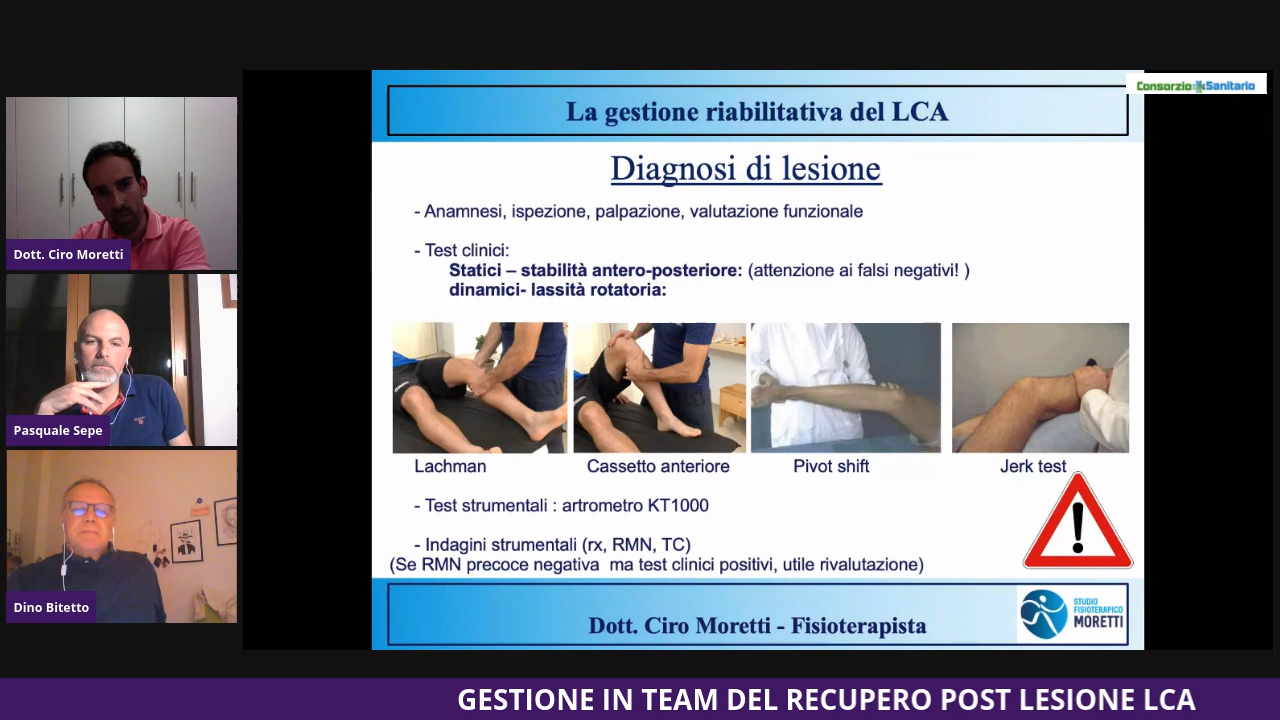 Consorzio Sanitario
La gestione riabilitativa del LCA
Diagnosi di lesione
- Anamnesi, ispezione, palpazione, valutazione funzionale
- Test clinici:
Statici – stabilità antero-posteriore: (attenzione ai falsi negativi! )
dinamici- lassità rotatoria:
Lachman
Cassetto anteriore
Pivot shift
Jerk test
- Test strumentali : artrometro KT1000
- Indagini strumentali (rx, RMN, TC)
(Se RMN precoce negativa ma test clinici positivi, utile rivalutazione)
Dott. Ciro Moretti - Fisioterapista
STUDIO
FISIOTERAPICO
MORETTI
Dott. Ciro Moretti
Pasquale Sepe
Dino Bitetto
GESTIONE IN TEAM DEL RECUPERO POST LESIONE LCA